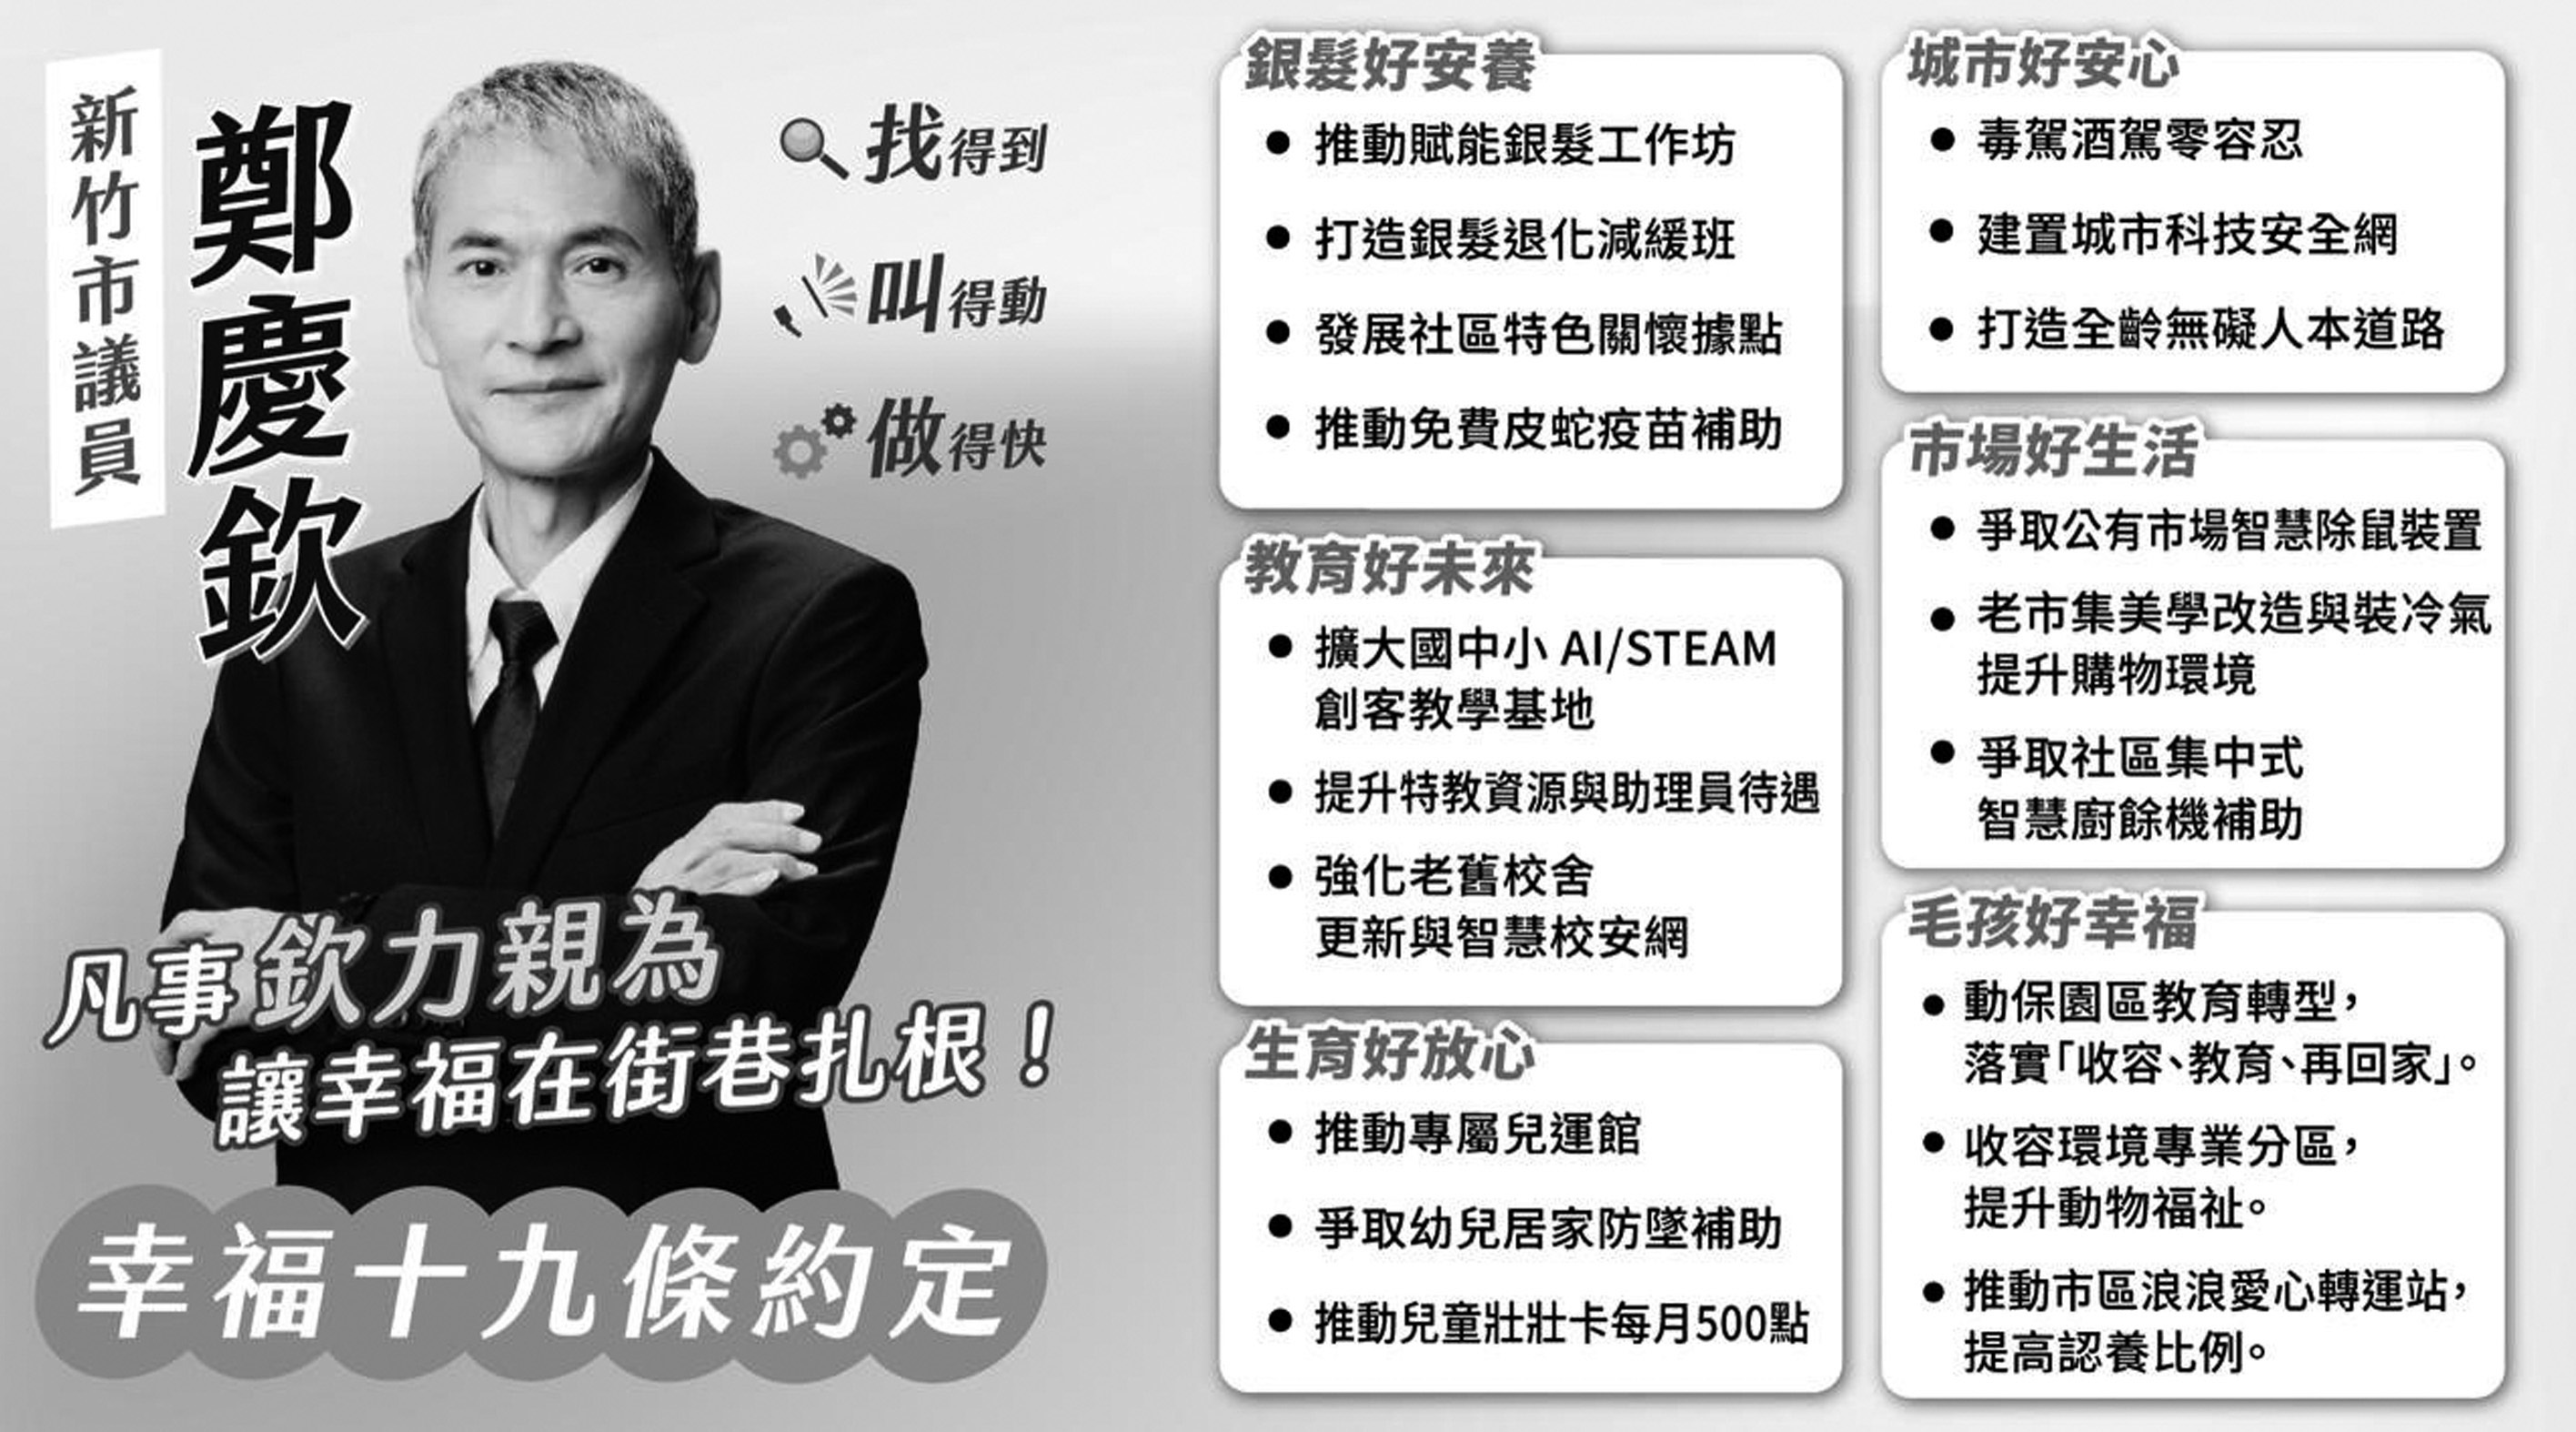 新竹市議員
鄭慶欽
找得到
叫得動
做得快
凡事欽力親為
讓幸福在街巷扎根！
幸福十九條約定
銀髮好安養
● 推動賦能銀髮工作坊
● 打造銀髮退化減緩班
● 發展社區特色關懷據點
● 推動免費皮蛇疫苗補助
教育好未來
● 擴大國中小 AI/STEAM
創客教學基地
● 提升特教資源與助理員待遇
● 強化老舊校舍
更新與智慧校安網
生育好放心
● 推動專屬兒運館
● 爭取幼兒居家防墜補助
● 推動兒童壯壯卡每月500點
城市好安心
● 毒駕酒駕零容忍
● 建置城市科技安全網
● 打造全齡無礙人本道路
市場好生活
● 爭取公有市場智慧除鼠裝置
● 老市集美學改造與裝冷氣
提升購物環境
● 爭取社區集中式
智慧廚餘機補助
毛孩好幸福
● 動保園區教育轉型，
落實「收容、教育、再回家」。
● 收容環境專業分區，
提升動物福祉。
● 推動市區浪浪愛心轉運站，
提高認養比例。